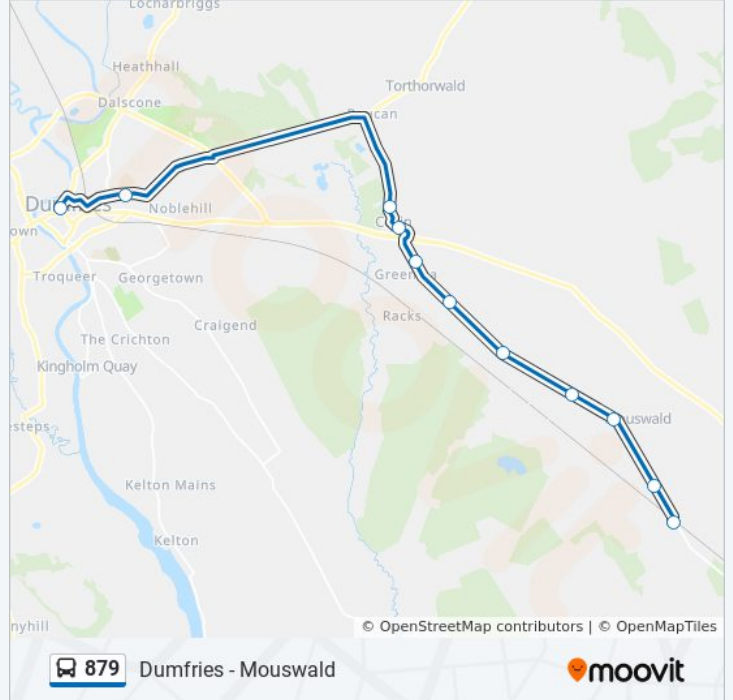 Locharbriggs
Heathhall
Torthorwald
Dalscone
Noblehill
Troqueer
Georgetown
Racks
Craigend
The Crichton
Kingholm Quay
Kelton Mains
Kelton
© OpenStreetMap contributors | © OpenMapTiles
879 Dumfries - Mouswald
moovit